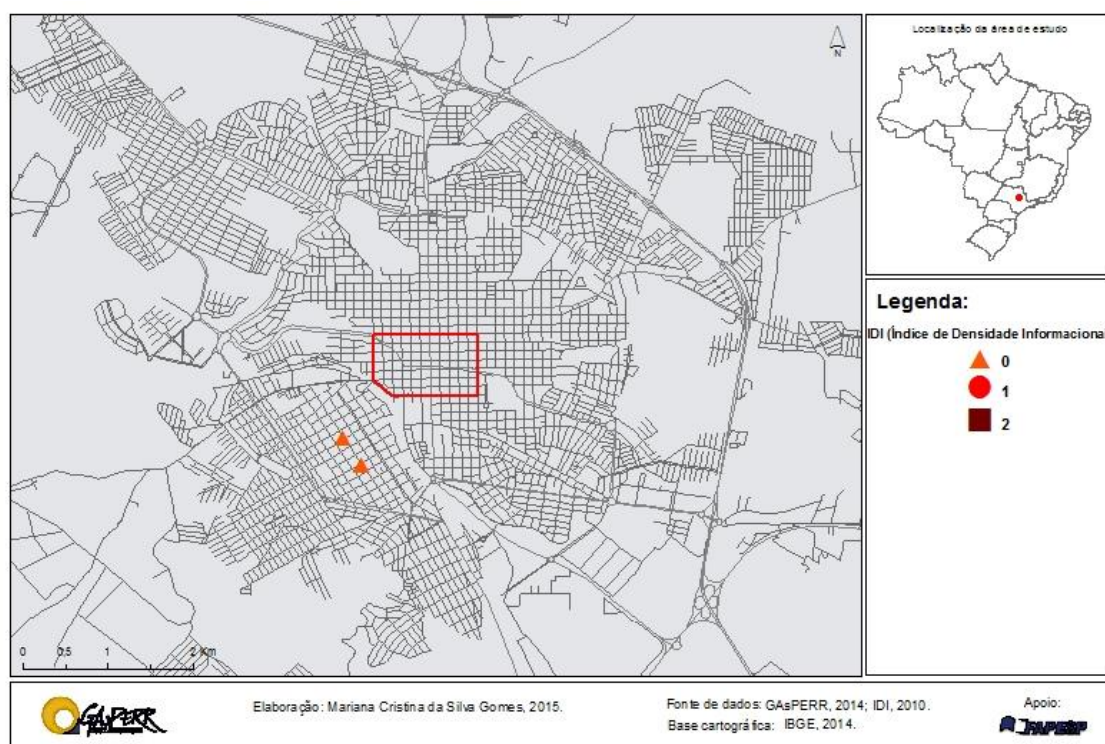 N
0 0,5 1 2 Km
Localização da área de estudo
Legenda:
IDI (Índice de Densidade Informacional
0
1
2
GAsPERR
Elaboração: Mariana Cristina da Silva Gomes, 2015.
Fonte de dados: GAsPERR, 2014; IDI, 2010.
Base cartográfica: IBGE, 2014.
Apoio:
FAPESP